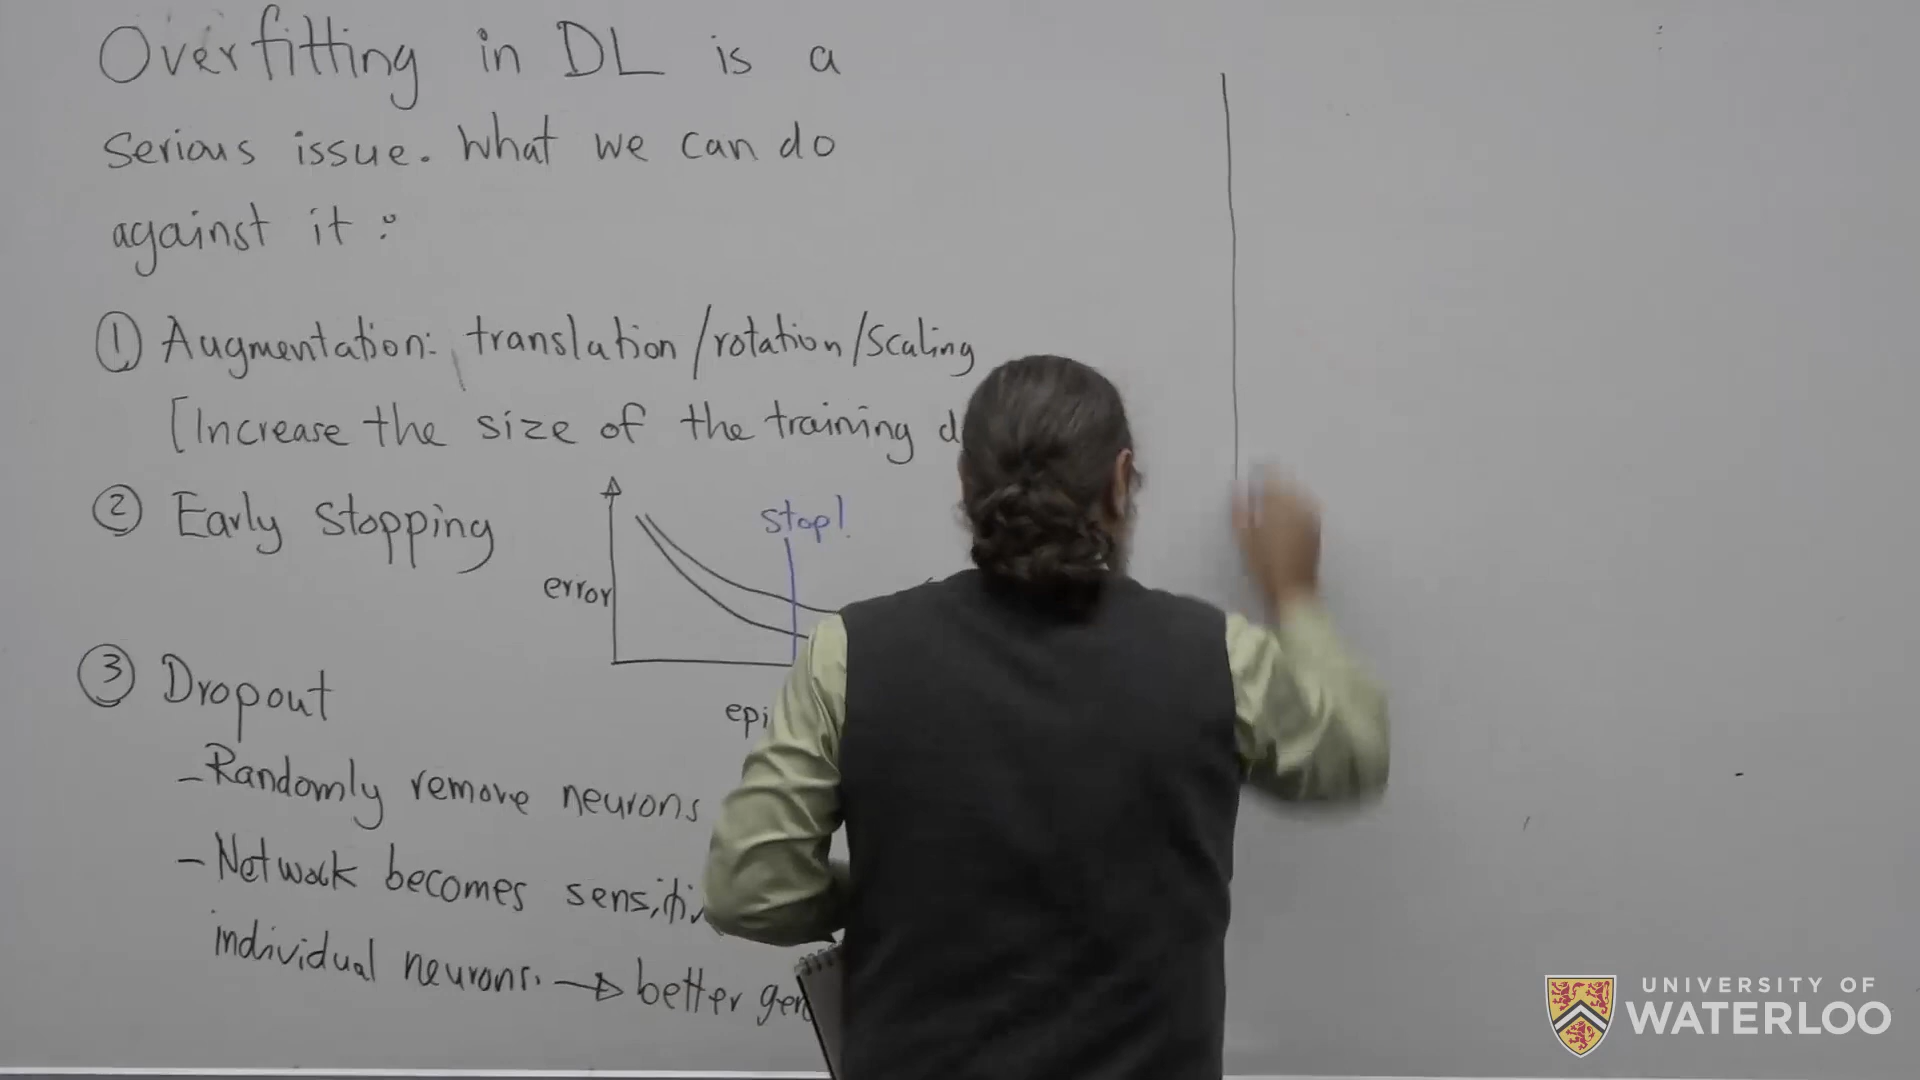 Overfitting in DL is a
serious issue. What we can do
against it:
① Augmentation: translation/rotation/scaling
[Increase the size of the training
② Early stopping
stop!
error
③ Dropout
- Randomly remove neurons
- Network becomes
individual neurons. → better
UNIVERSITY OF
WATERLOO